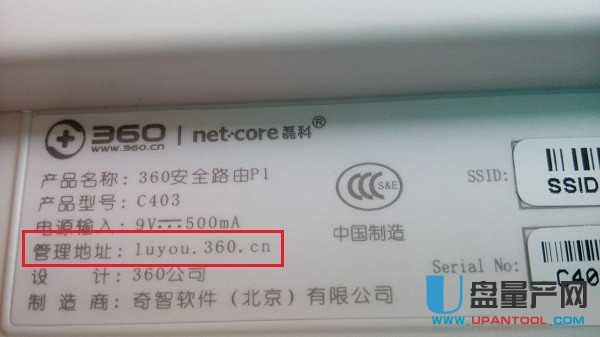 360 | net-core 磊科®
www.360.cn
产品名称: 360安全路由P1
产品型号: C403
电源输入: 9V 500mA
管理地址: luyou.360.cn
设 计: 360公司
制 造 商: 奇智软件（北京）有限公司
S&E
中国制造
SSID:
SSID
Serial No:
C40
U盘量产网
WWW.UPANTOOL.COM